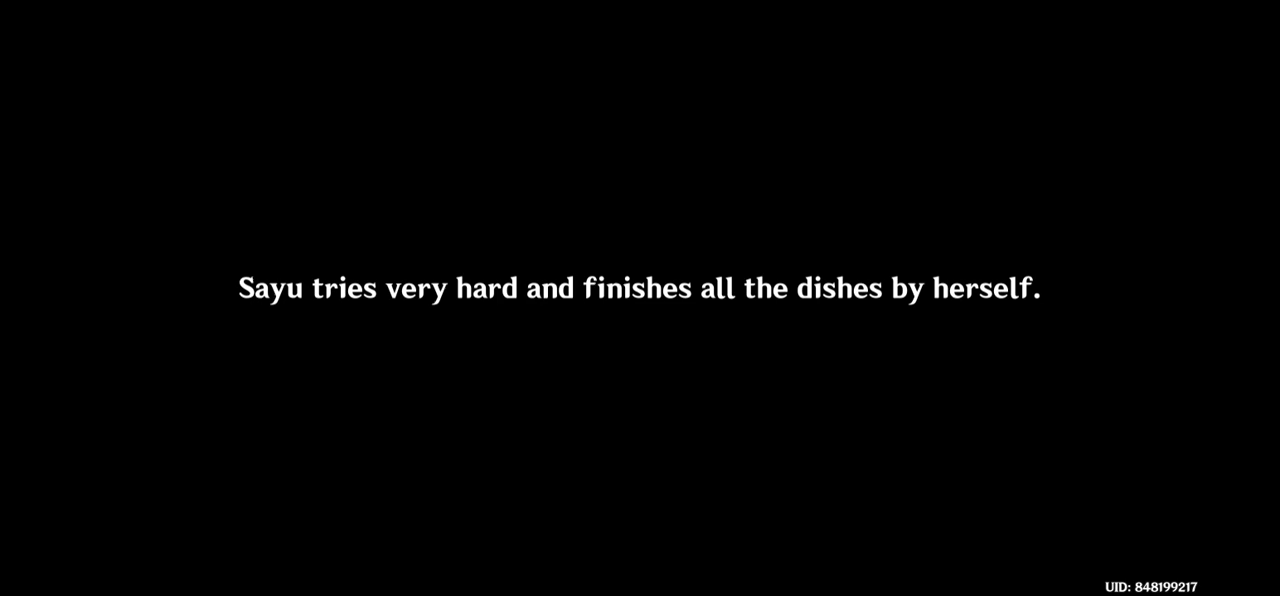 Sayu tries very hard and finishes all the dishes by herself.
UID: 848199217